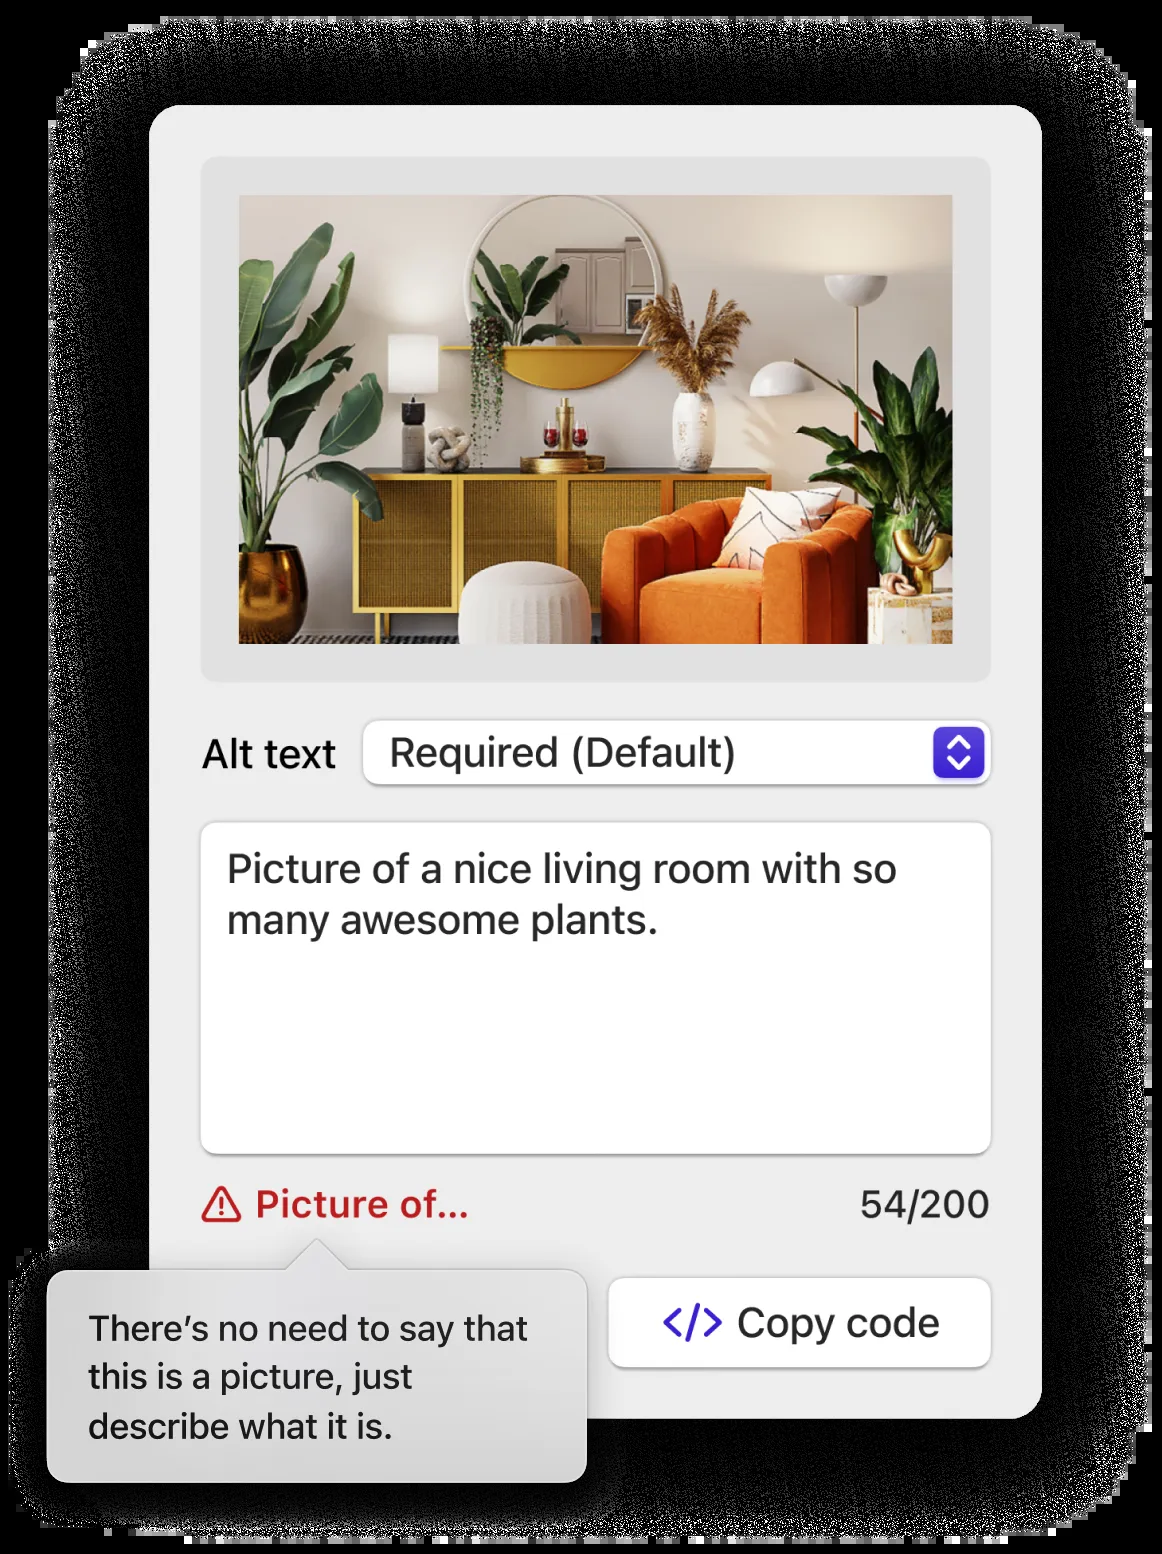 Alt text
Required (Default)
Picture of a nice living room with so
many awesome plants.
Picture of...
54/200
There’s no need to say that
this is a picture, just
describe what it is.
</> Copy code